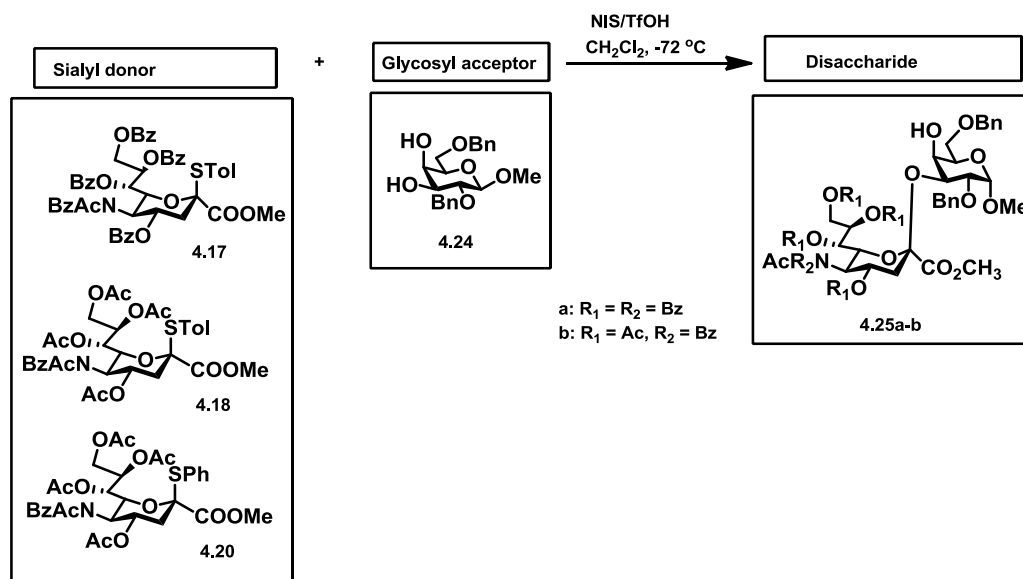 NIS/TfOH
CH2Cl2, -72 °C
Sialyl donor
+
Glycosyl acceptor
Disaccharide
OBz
OBz
STol
BzO
O
BzAcN
COOMe
BzO
4.17
OAc
OAc
STol
AcO
O
BzAcN
COOMe
AcO
4.18
OAc
OAc
SPh
AcO
O
BzAcN
COOMe
AcO
4.20
HO
OBn
O
HO
OMe
BnO
4.24
HO
OBn
O
O
BnO
OMe
OR1
OR1
R1O
O
AcR2N
CO2CH3
R1O
4.25a-b
a: R1 = R2 = Bz
b: R1 = Ac, R2 = Bz